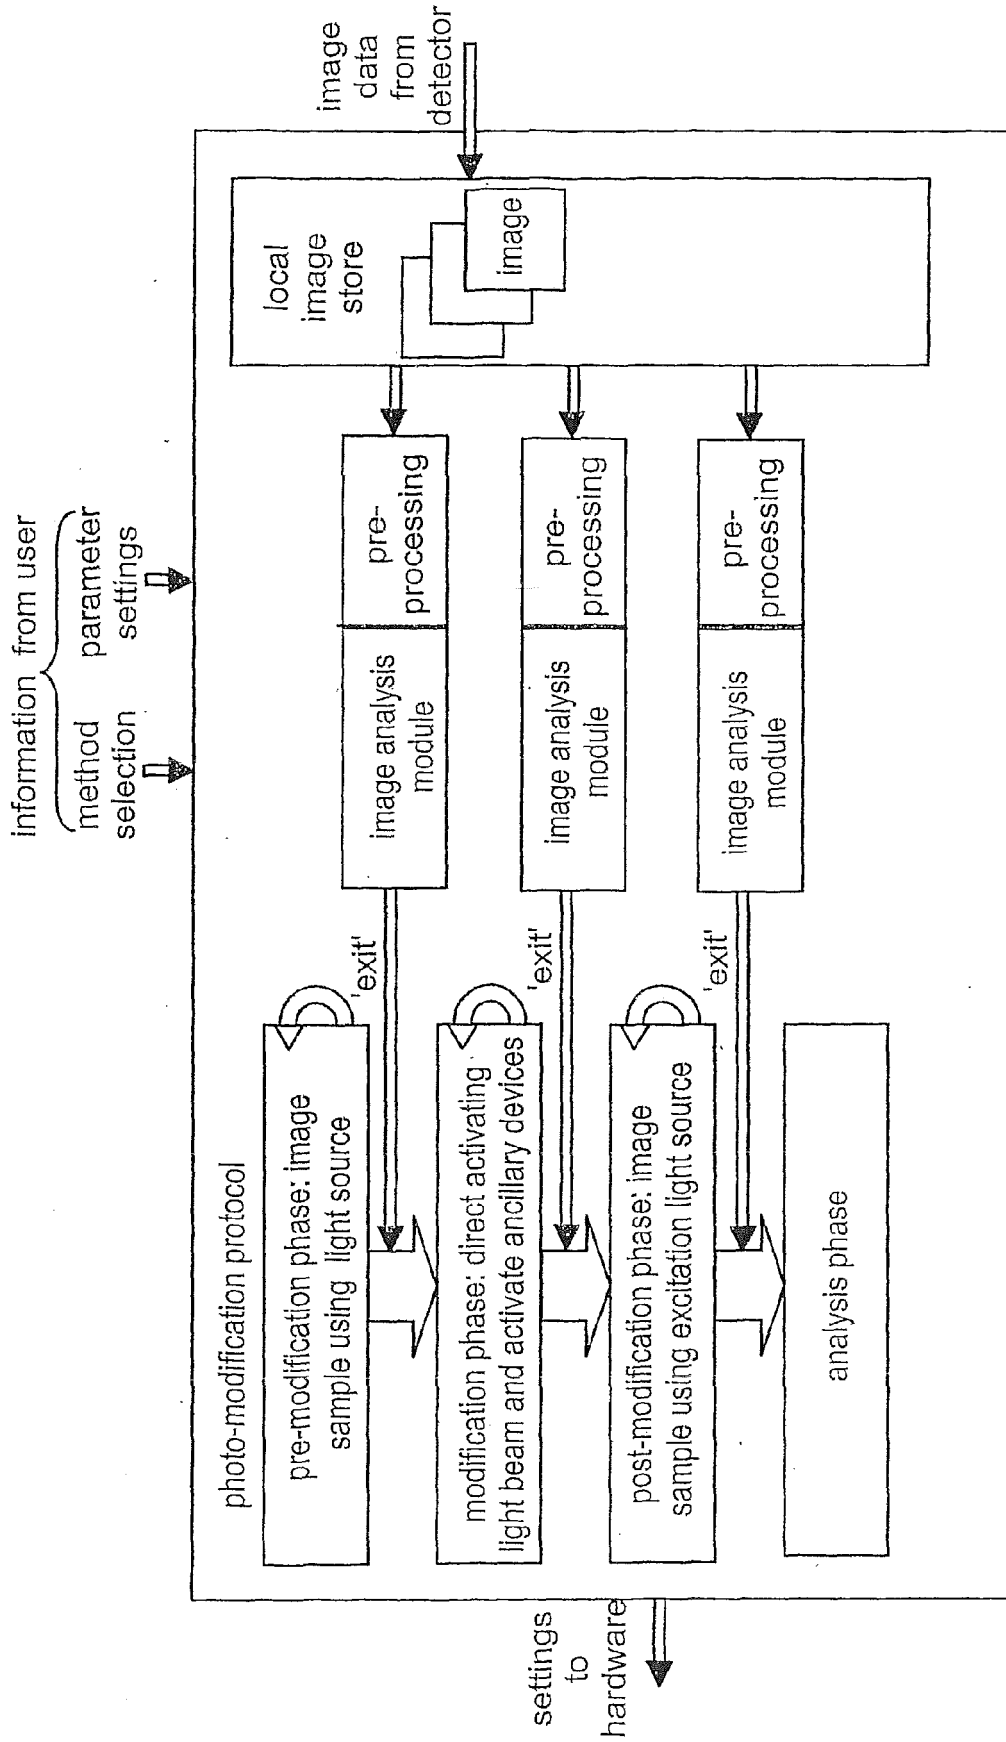 information from user
method
selection
parameter
settings
photo-modification protocol
pre-modification phase: image
sample using light source
'exit'
modification phase: direct activating
light beam and activate ancillary devices
'exit'
post-modification phase: image
sample using excitation light source
'exit'
analysis phase
image analysis
module
pre-
processing
image analysis
module
pre-
processing
image analysis
module
pre-
processing
local
image
store
image
image
data
from
detector
settings
to
hardware